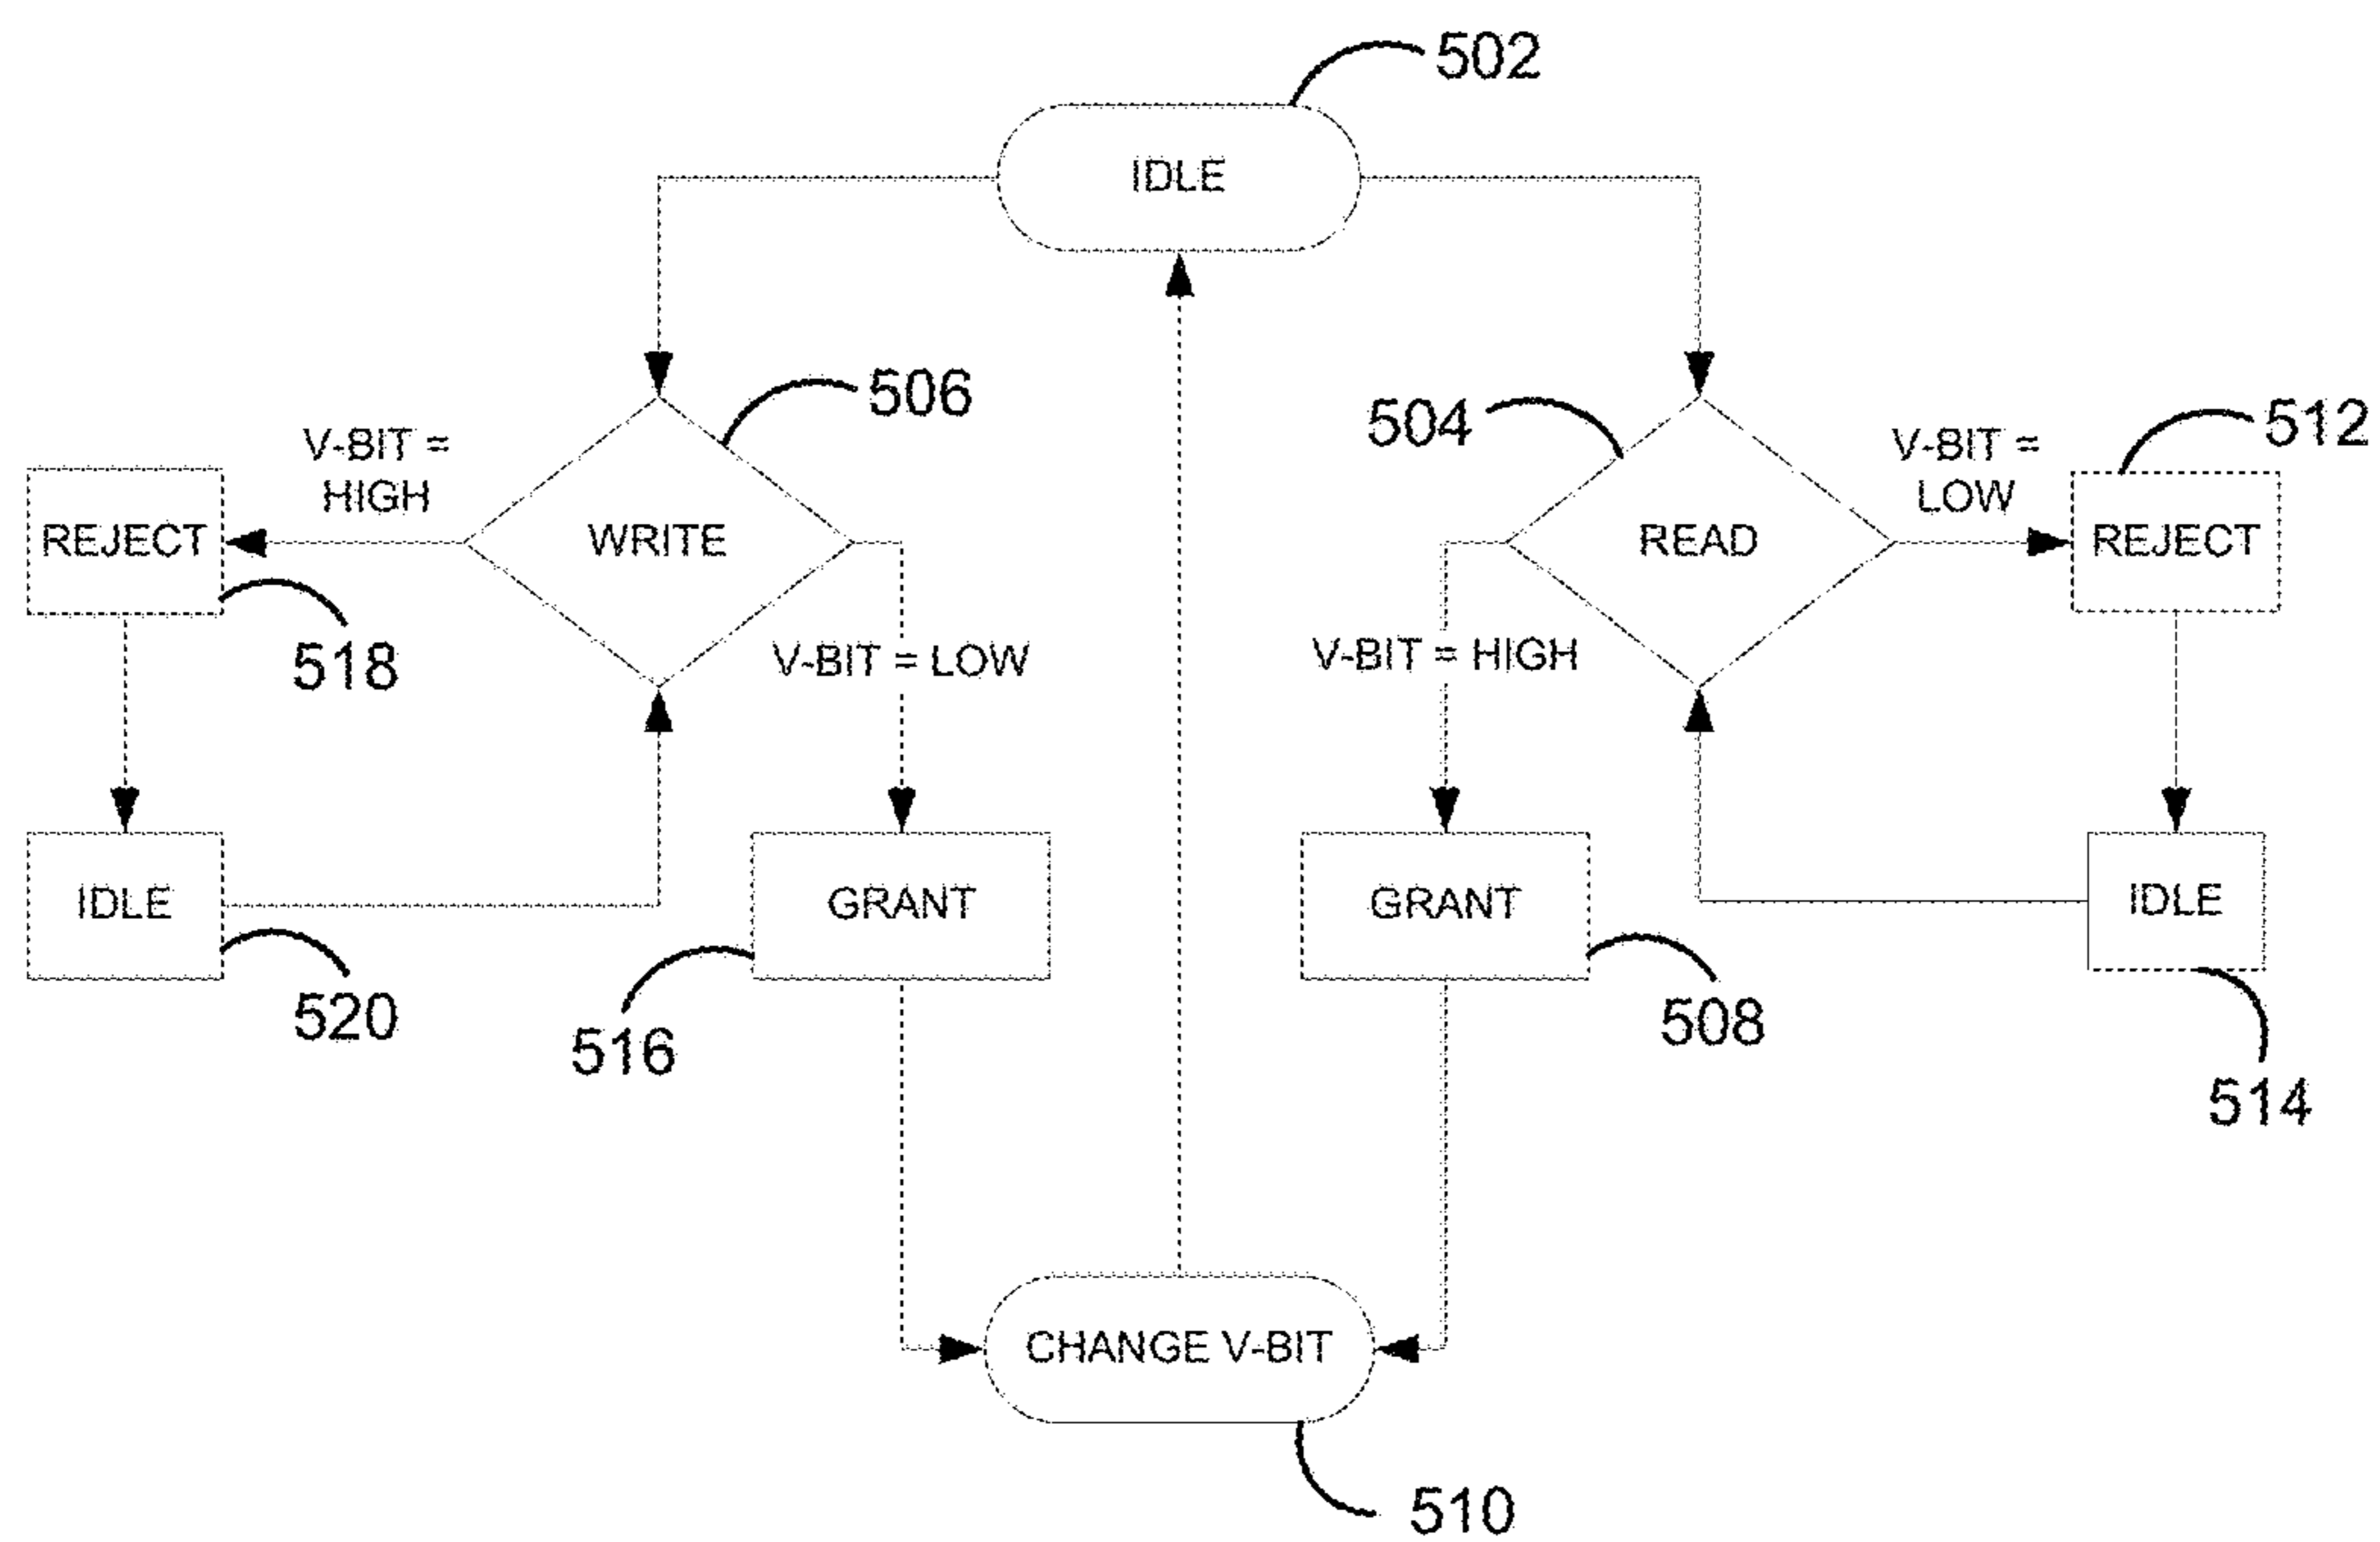 502
IDLE
506
504
512
V-BIT =
HIGH
V-BIT =
LOW
REJECT
WRITE
READ
REJECT
518
V-BIT = LOW
V-BIT = HIGH
IDLE
GRANT
GRANT
IDLE
520
516
508
514
CHANGE V-BIT
510